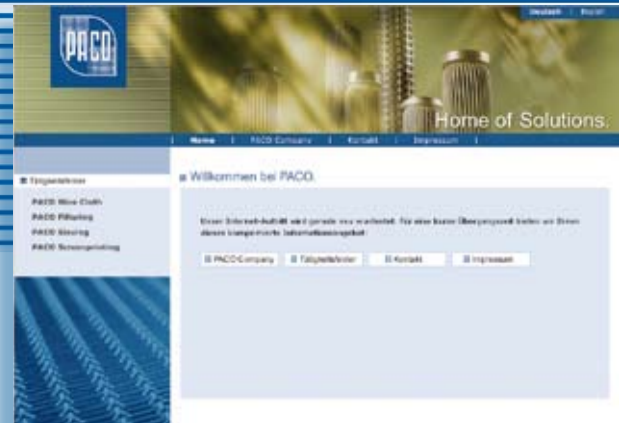 Deutsch | English
PACO
Home of Solutions.
| Home | PACO Company | Kontakt | Impressum |
Tätigkeitsfelder
Willkommen bei PACO.
PACO Wire Cloth
PACO Filtering
PACO Sieving
PACO Screenprinting
Unser Internet-Auftritt wird gerade neu erarbeitet. Für eine kurze Übergangszeit bieten wir Ihnen
dieses komprimierte Informationsangebot:
PACO Company
Tätigkeitsfelder
Kontakt
Impressum